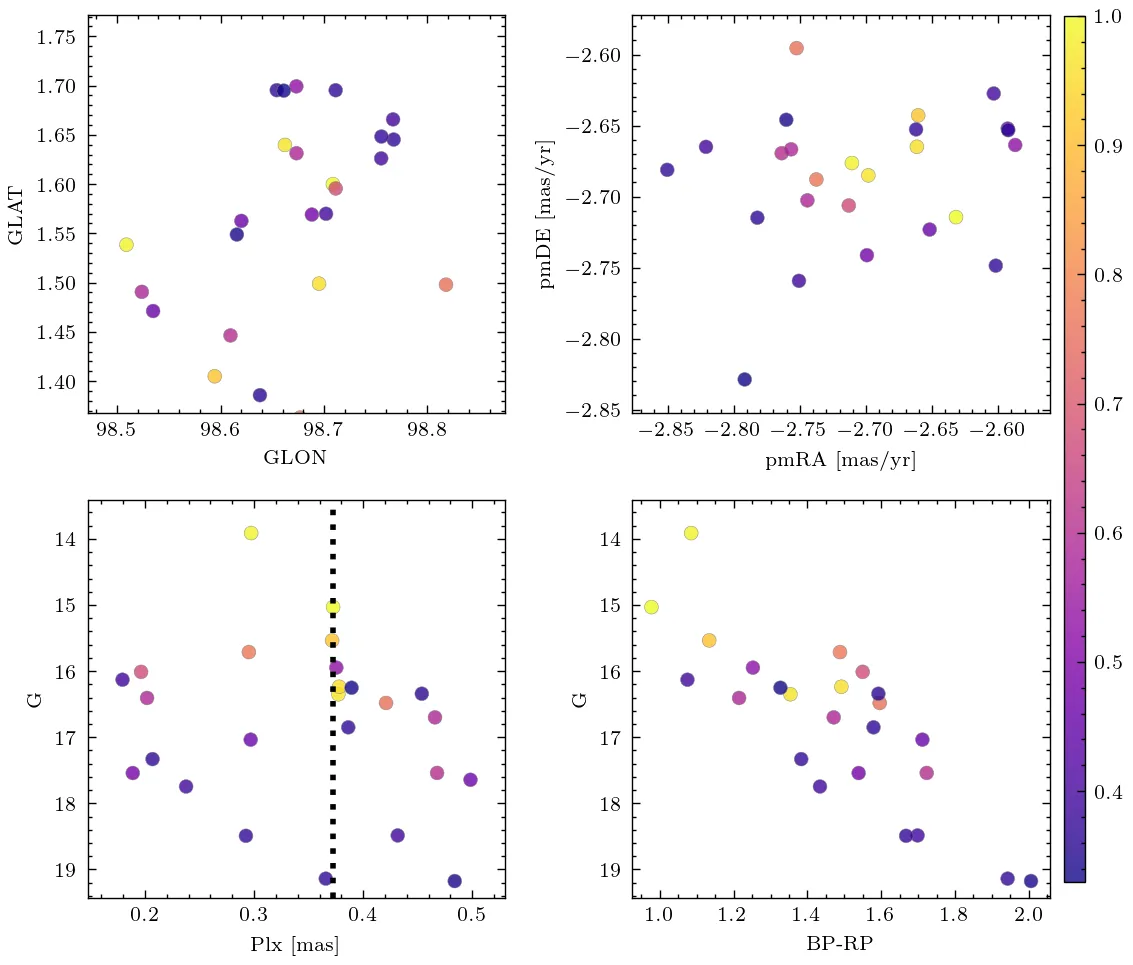 1.75
1.70
1.65
1.60
1.55
1.50
1.45
1.40
GLAT
98.5 98.6 98.7 98.8
GLON
−2.60
−2.65
−2.70
−2.75
−2.80
−2.85
pmDE [mas/yr]
−2.85 −2.80 −2.75 −2.70 −2.65 −2.60
pmRA [mas/yr]
14
15
16
17
18
19
G
0.2 0.3 0.4 0.5
Plx [mas]
14
15
16
17
18
19
G
1.0 1.2 1.4 1.6 1.8 2.0
BP-RP
1.0
0.9
0.8
0.7
0.6
0.5
0.4